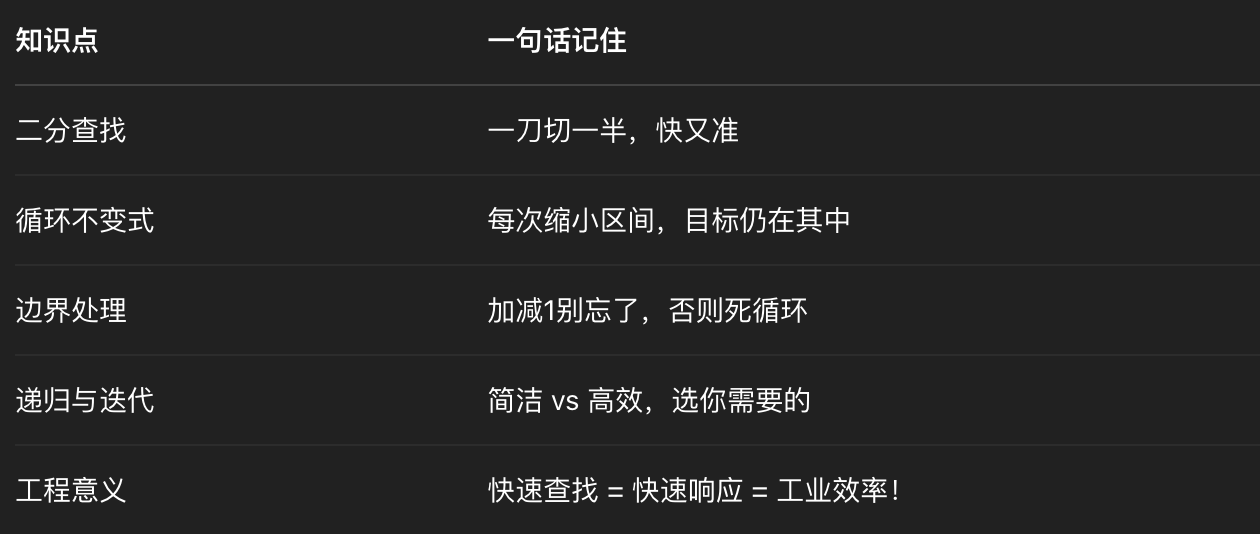 知识点 一句话记住
二分查找 一刀切一半，快又准
循环不变式 每次缩小区间，目标仍在其中
边界处理 加减1别忘了，否则死循环
递归与迭代 简洁 vs 高效，选你需要的
工程意义 快速查找 = 快速响应 = 工业效率！